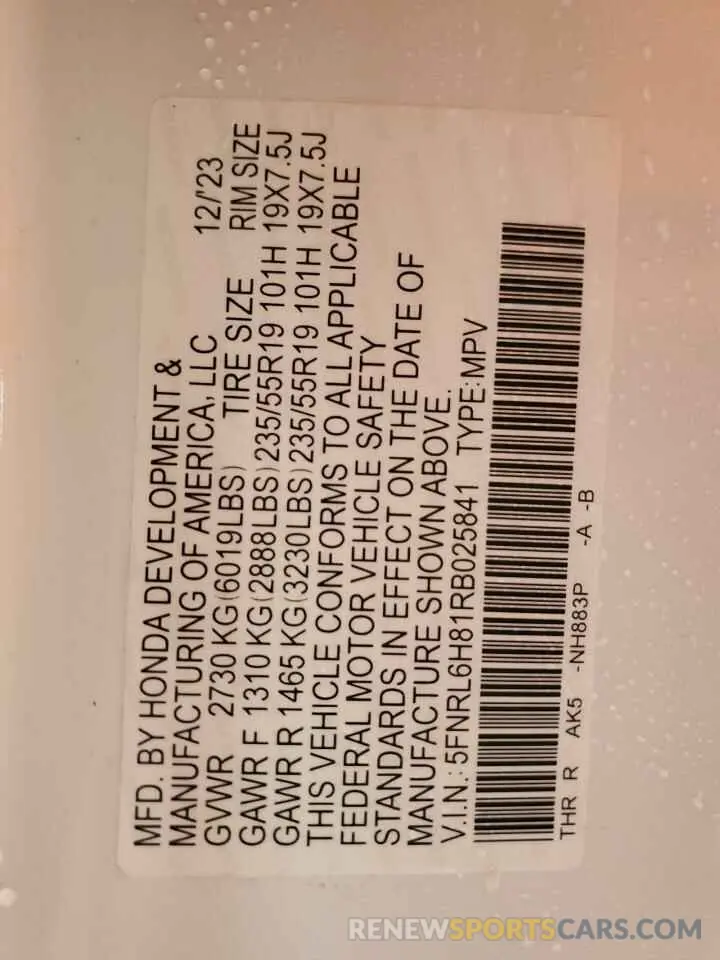 MFD. BY HONDA DEVELOPMENT &
MANUFACTURING OF AMERICA, LLC 12/'23
GVWR 2730 KG(6019LBS) TIRE SIZE RIM SIZE
GAWR F 1310 KG(2888LBS)235/55R19 101H 19X7.5J
GAWR R 1465 KG(3230LBS)235/55R19 101H 19X7.5J
THIS VEHICLE CONFORMS TO ALL APPLICABLE
FEDERAL MOTOR VEHICLE SAFETY
STANDARDS IN EFFECT ON THE DATE OF
MANUFACTURE SHOWN ABOVE.
V.I.N.: 5FNRL6H81RB025841 TYPE:MPV
THR R AK5 -NH883P -A -B
RENEWSPORTSCARS.COM